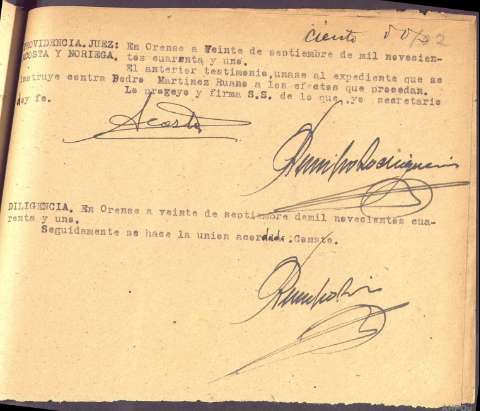 ciento
PROVIDENCIA.JUEZ: En Orense a Veinte de septiembre de mil novecien-
ACOSTA Y NORIEGA. tos cuarenta y uno.
El anterior testimonio,unase al expediente que se
instruye contra Pedro Martinez Ruano a los efectos que procedan.
Lo proveyo y firma S.S. de lo que yo secretario
doy fe.
Acosta
DILIGENCIA. En Orense a veinte de septiembre demil novecientos cua-
renta y uno.
Seguidamente se hace la union acordada.Conste.